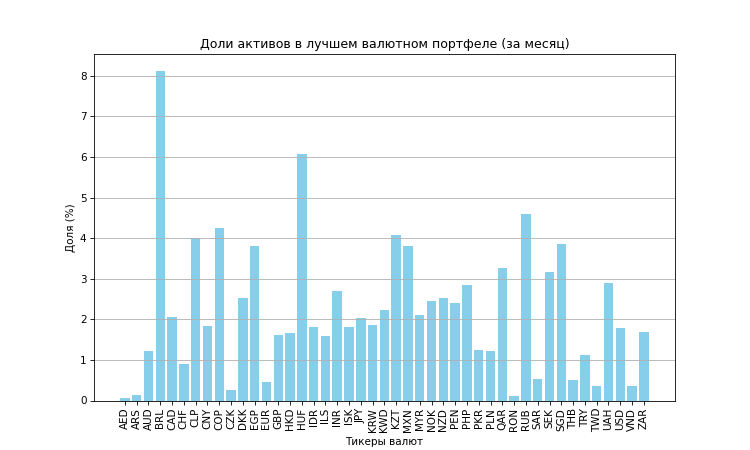 Доли активов в лучшем валютном портфеле (за месяц)
Доля (%)
8
7
6
5
4
3
2
1
0
AED ARS AUD BRL CAD CHF CLP CNY COP CZK DKK EGP EUR GBP HKD HUF IDR ILS INR ISK JPY KRW KWD KZT MXN MYR NOK NZD PEN PHP PKR PLN QAR RON RUB SAR SEK SGD THB TRY TWD UAH USD VND ZAR
Тикеры валют